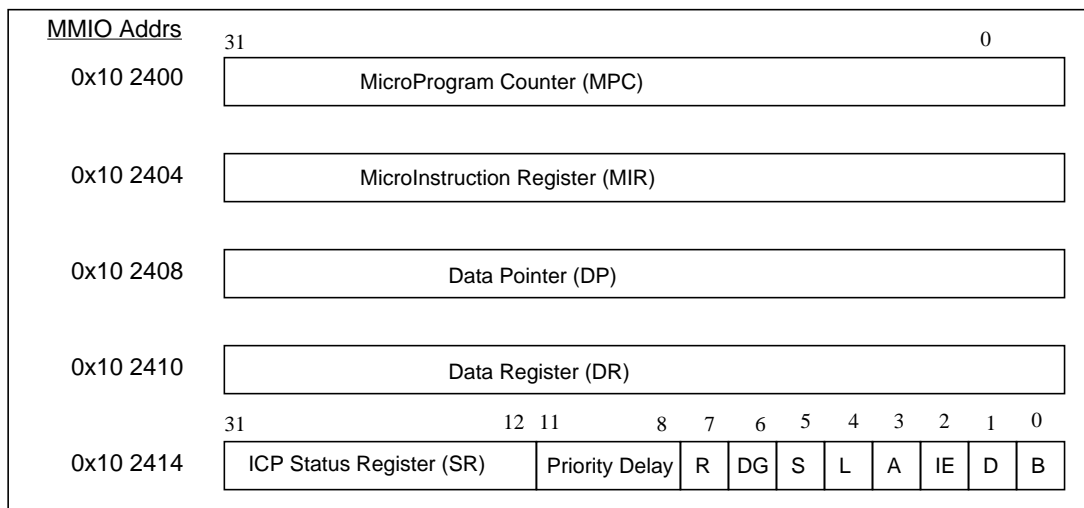 MMIO Addrs
31 0
0x10 2400 MicroProgram Counter (MPC)
0x10 2404 MicroInstruction Register (MIR)
0x10 2408 Data Pointer (DP)
0x10 2410 Data Register (DR)
31 12 11 8 7 6 5 4 3 2 1 0
0x10 2414 ICP Status Register (SR) Priority Delay R DG S L A IE D B